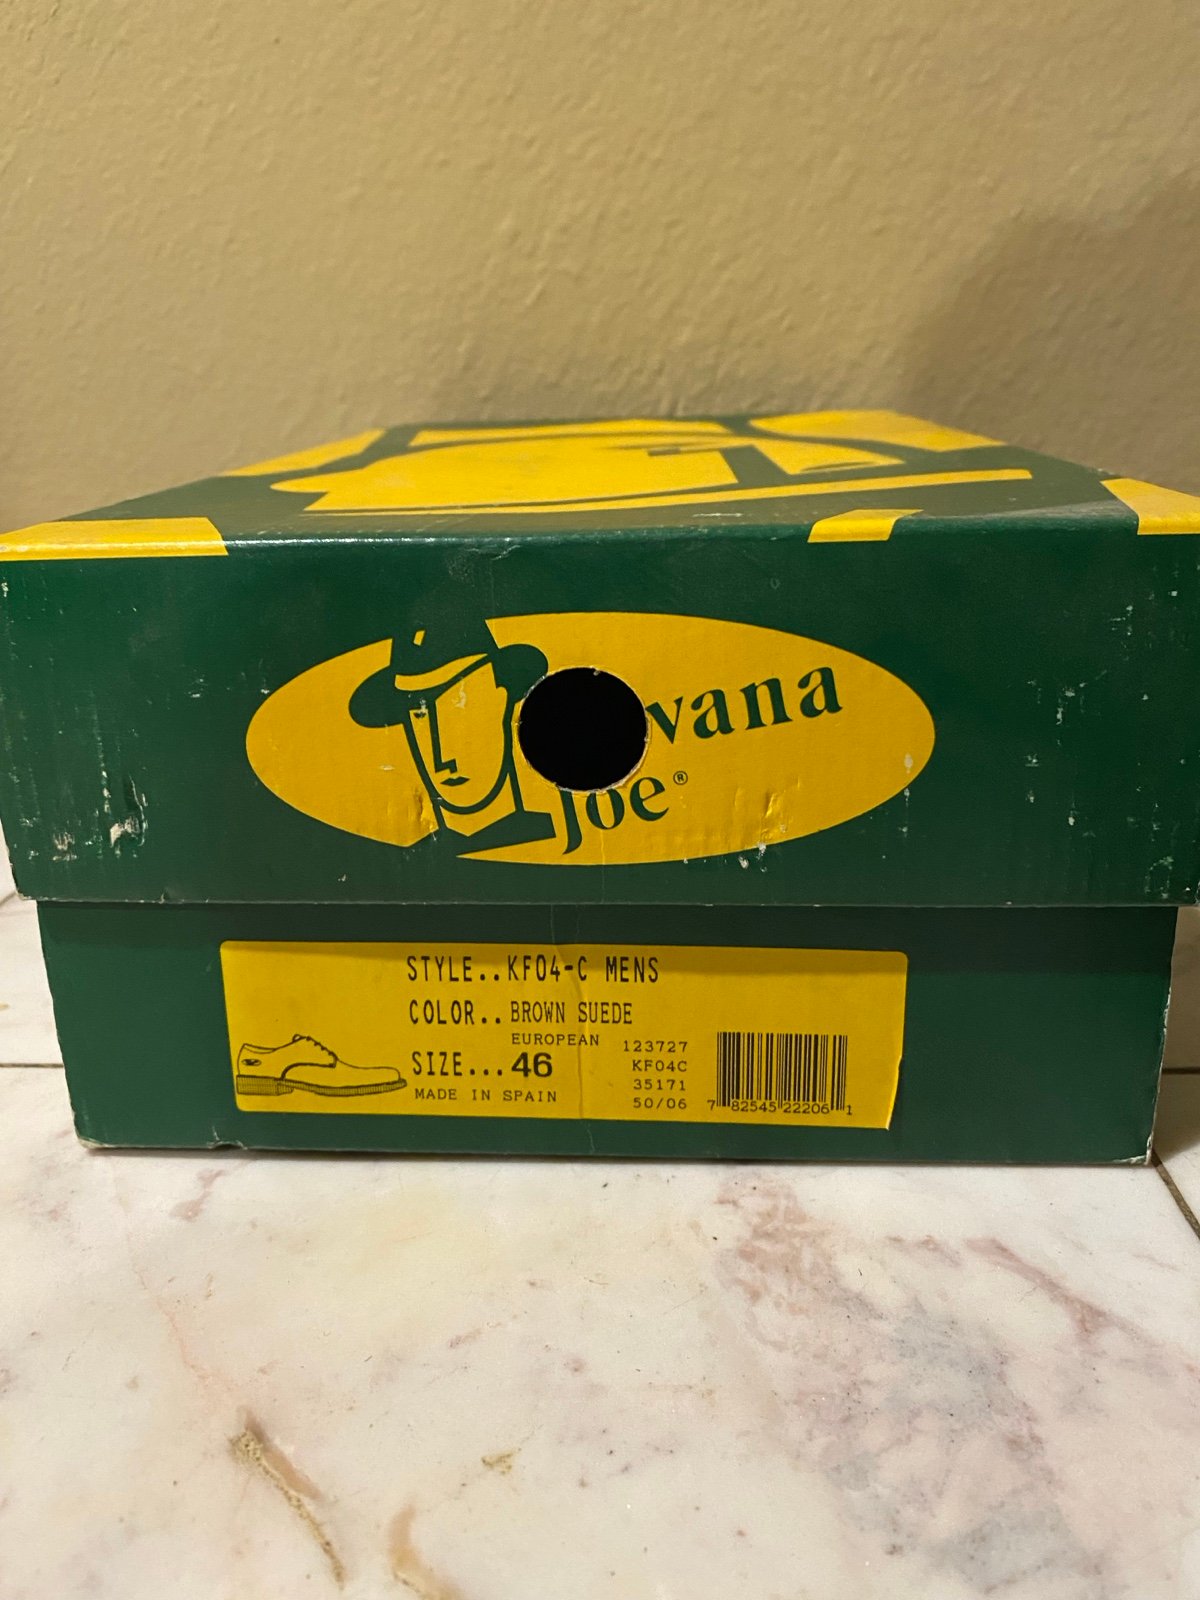 vana
Joe®
STYLE..KF04-C MENS
COLOR..BROWN SUEDE
EUROPEAN
SIZE...46
MADE IN SPAIN
123727
KF04C
35171
50/06
7 82545 22206 1